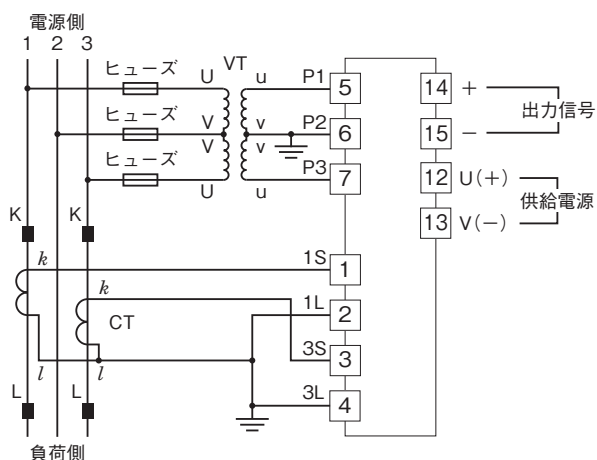 電源側
1 2 3
ヒューズ
U
VT
u
P1
5
14
+
出力信号
ヒューズ
V
V
v
v
P2
6
15
−
ヒューズ
U
u
P3
7
12
U(+)
供給電源
13
V(−)
K
K
k
1S
1
k
1L
2
CT
3S
3
l
l
L
L
3L
4
負荷側